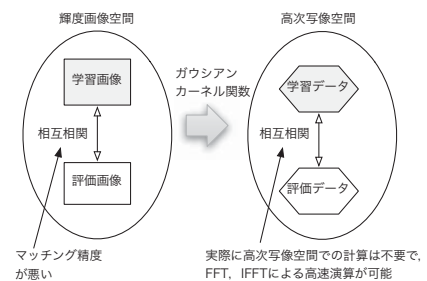 輝度画像空間
高次写像空間
学習画像
ガウシアン
カーネル関数
学習データ
相互相関
相互相関
評価画像
評価データ
マッチング精度
が悪い
実際に高次写像空間での計算は不要で，
FFT，IFFTによる高速演算が可能